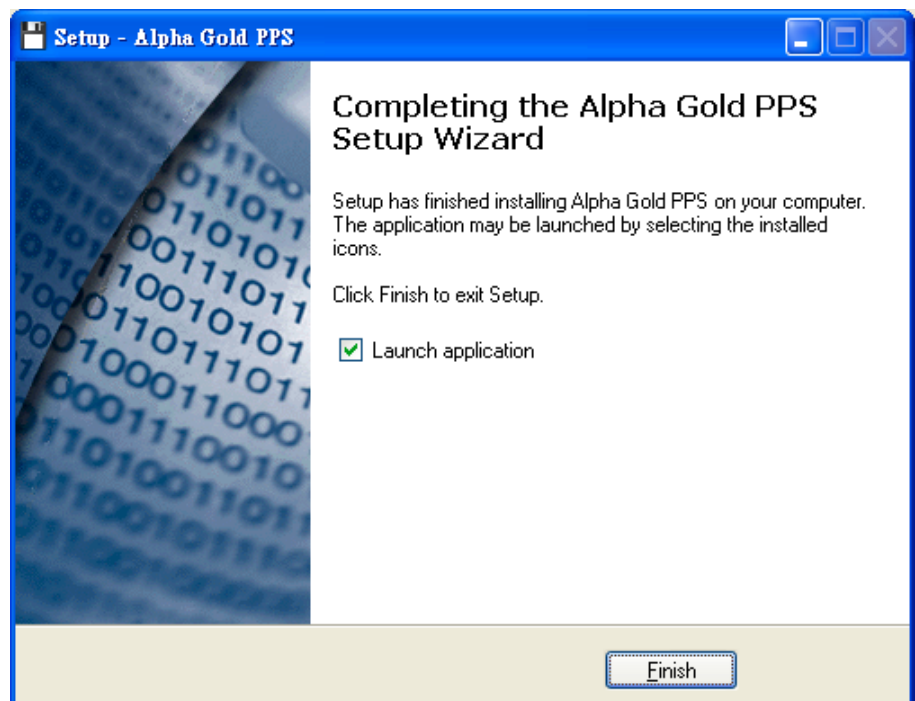 Setup - Alpha Gold PPS
Completing the Alpha Gold PPS
Setup Wizard
Setup has finished installing Alpha Gold PPS on your computer.
The application may be launched by selecting the installed
icons.
Click Finish to exit Setup.
Launch application
Finish